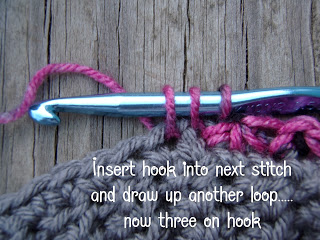 Insert hook into next stitch
and draw up another loop.....
now three on hook